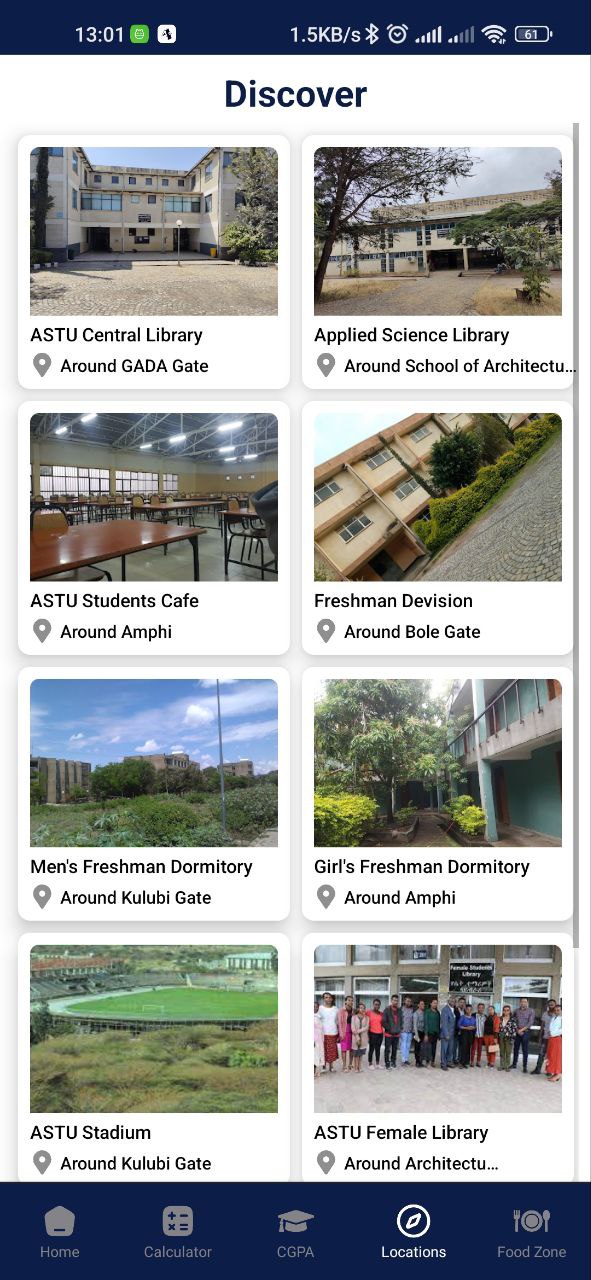 13:01
1.5KB/s
61
Discover
ASTU Central Library
Around GADA Gate
Applied Science Library
Around School of Architectu...
ASTU Students Cafe
Around Amphi
Freshman Devision
Around Bole Gate
Men's Freshman Dormitory
Around Kulubi Gate
Girl's Freshman Dormitory
Around Amphi
Female Students
Library
ASTU Stadium
Around Kulubi Gate
ASTU Female Library
Around Architectu...
Home
Calculator
CGPA
Locations
Food Zone